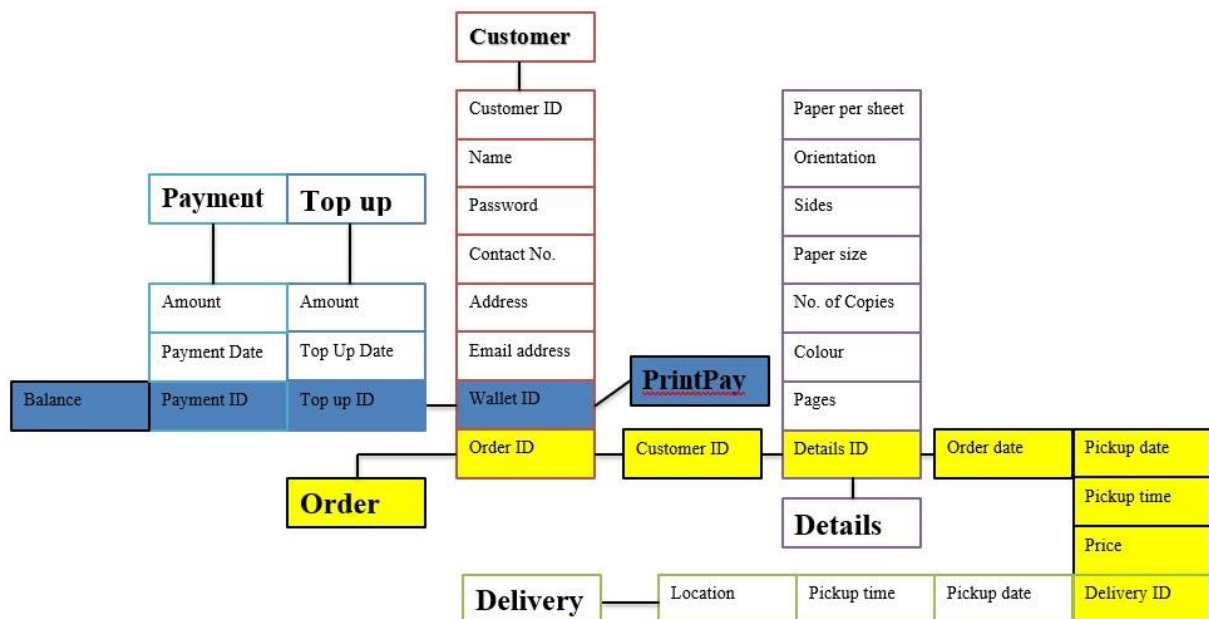 Customer
Customer ID
Paper per sheet
Name
Orientation
Payment
Top up
Password
Sides
Contact No.
Paper size
Amount
Amount
Address
No. of Copies
Payment Date
Top Up Date
Email address
Colour
Balance
Payment ID
Top up ID
Wallet ID
PrintPay
Pages
Order ID
Customer ID
Details ID
Order date
Pickup date
Order
Details
Pickup time
Price
Delivery
Location
Pickup time
Pickup date
Delivery ID